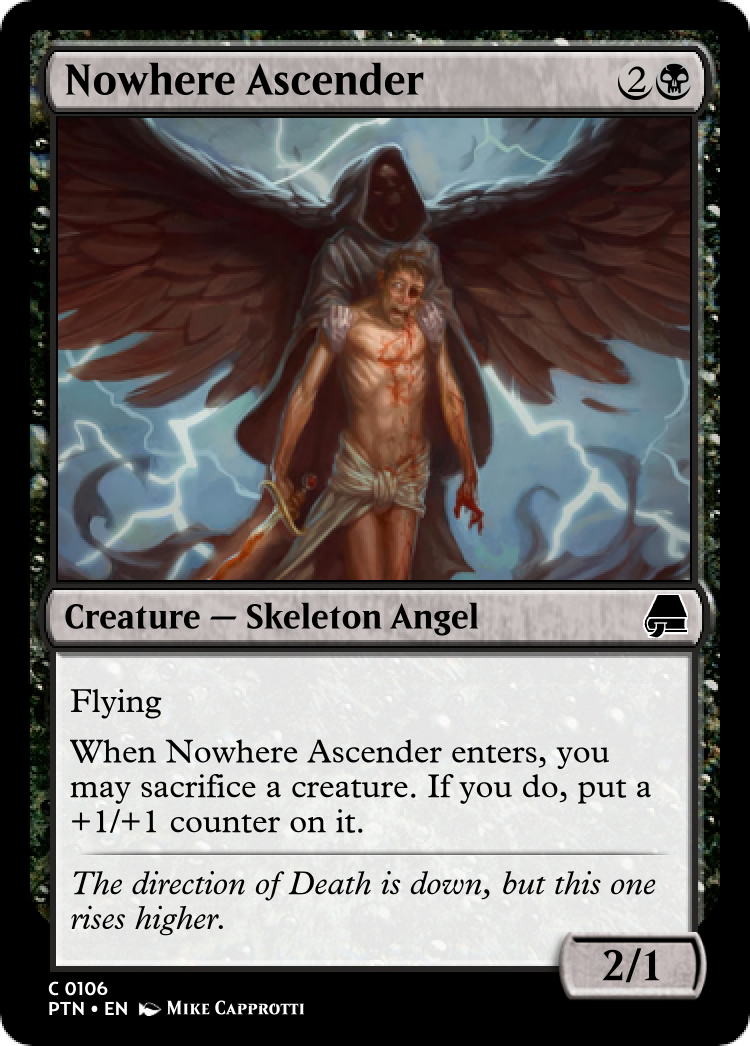 Nowhere Ascender 2
Creature — Skeleton Angel
Flying
When Nowhere Ascender enters, you
may sacrifice a creature. If you do, put a
+1/+1 counter on it.
The direction of Death is down, but this one
rises higher.
2/1
C 0106
PTN • EN Mike Capprotti